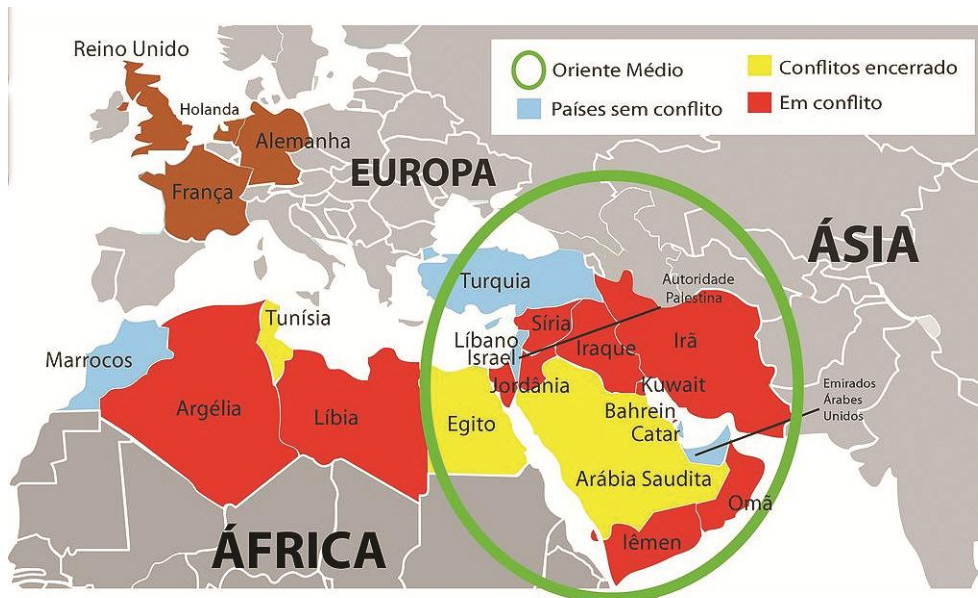 Reino Unido
Holanda
Alemanha
França
EUROPA
Oriente Médio
Países sem conflito
Conflitos encerrado
Em conflito
ÁSIA
Turquia
Autoridade
Palestina
Tunísia
Marrocos
Argélia
Líbia
Egito
Líbano
Israel
Síria
Iraque
Irã
Jordânia
Kuwait
Bahrein
Catar
Emirados
Árabes
Unidos
Arábia Saudita
Omã
Iêmen
ÁFRICA